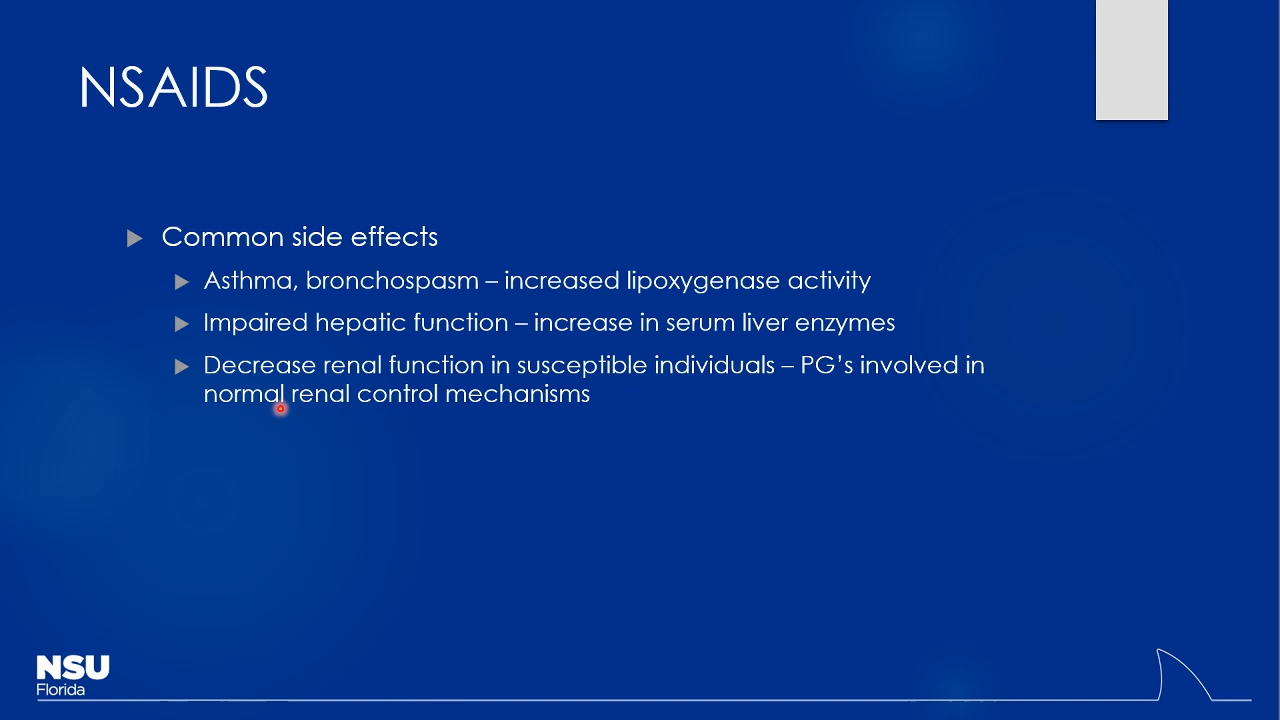 NSAIDS
Common side effects
Asthma, bronchospasm – increased lipoxygenase activity
Impaired hepatic function – increase in serum liver enzymes
Decrease renal function in susceptible individuals – PG’s involved in
normal renal control mechanisms
NSU
Florida